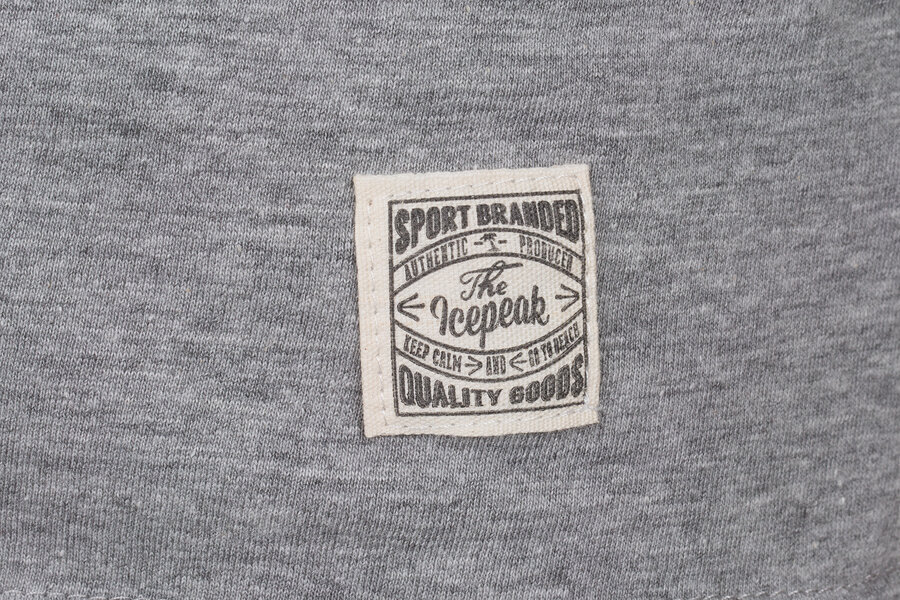 SPORT BRANDED
AUTHENTIC PRODUCER
The
Icepeak
KEEP CALM AND GO TO BEACH
QUALITY GOODS